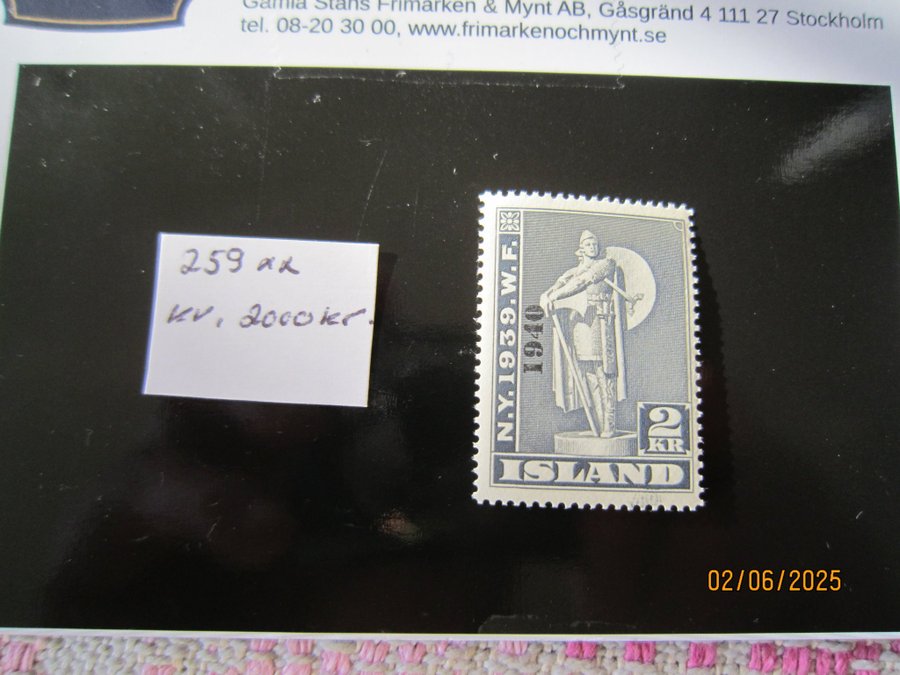 Gamla Stans Frimärken & Mynt AB, Gåsgränd 4 111 27 Stockholm
tel. 08-20 30 00, www.frimarkenochmynt.se
259 xx
kv. 2000 kr.
N.Y. 1939. W. F.
1940
2
KR
ISLAND
02/06/2025